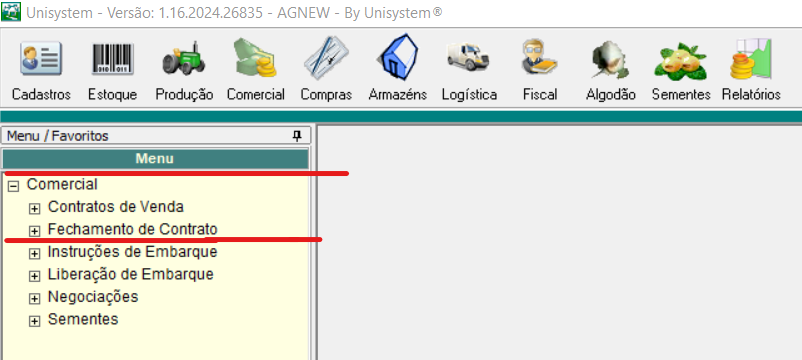 Unisystem - Versão: 1.16.2024.26835 - AGNEW - By Unisystem®
Cadastros Estoque Produção Comercial Compras Armazéns Logística Fiscal Algodão Sementes Relatórios
Menu / Favoritos
Menu
Comercial
Contratos de Venda
Fechamento de Contrato
Instruções de Embarque
Liberação de Embarque
Negociações
Sementes